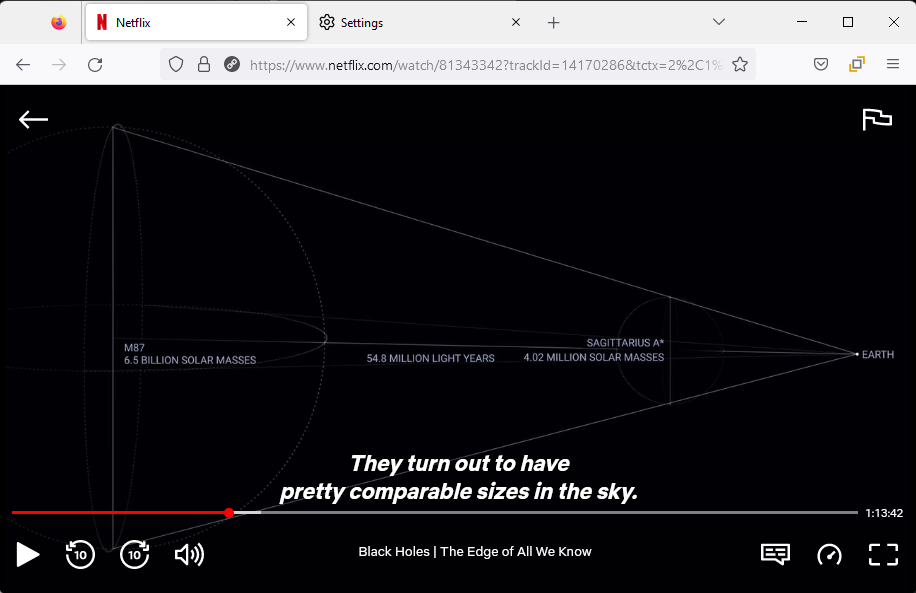 Netflix
Settings
https://www.netflix.com/watch/81343342?trackId=14170286&tctx=2%2C1%
M87
6.5 BILLION SOLAR MASSES
54.8 MILLION LIGHT YEARS
SAGITTARIUS A*
4.02 MILLION SOLAR MASSES
EARTH
They turn out to have
pretty comparable sizes in the sky.
1:13:42
10
10
Black Holes | The Edge of All We Know